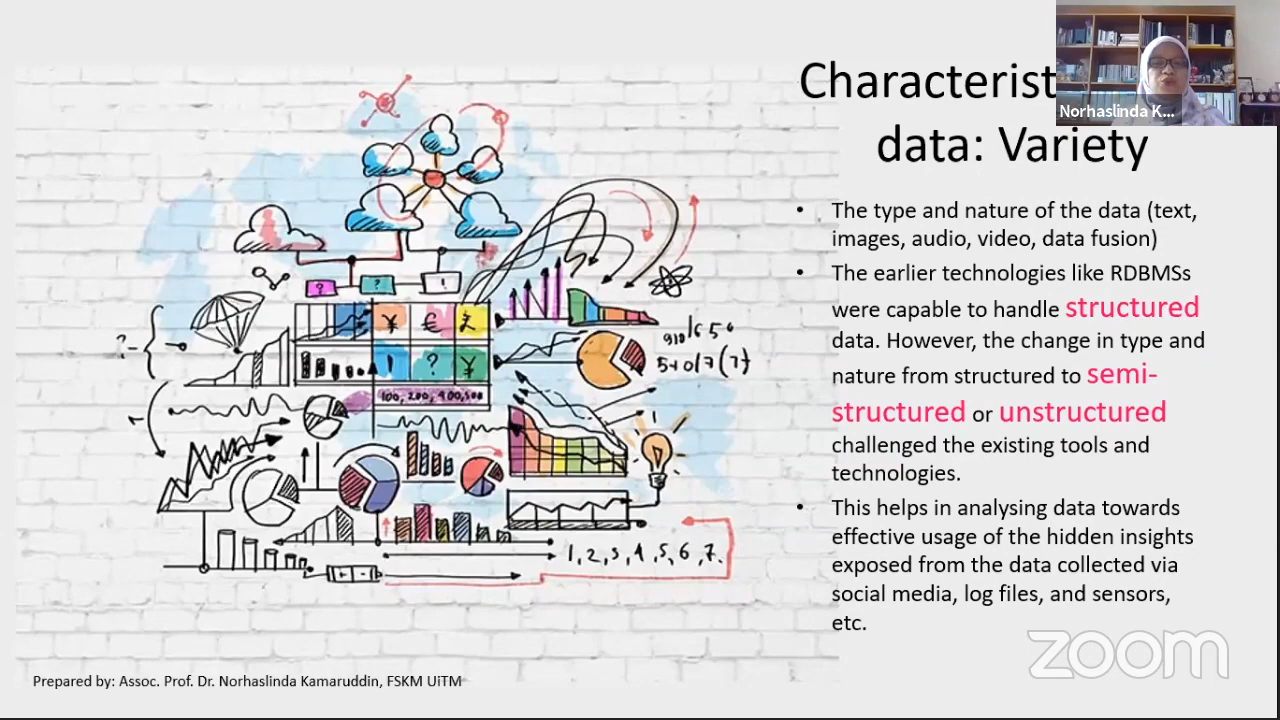 Characterist
data: Variety
Norhaslinda K...
• The type and nature of the data (text,
images, audio, video, data fusion)
• The earlier technologies like RDBMSs
were capable to handle structured
data. However, the change in type and
nature from structured to semi-
structured or unstructured
challenged the existing tools and
technologies.
• This helps in analysing data towards
effective usage of the hidden insights
exposed from the data collected via
social media, log files, and sensors,
etc.
? ? !
¥ € £
! ? ¥
100, 200, 400,500
1, 2, 3, 4, 5, 6, 7.
Prepared by: Assoc. Prof. Dr. Norhaslinda Kamaruddin, FSKM UiTM
zoom